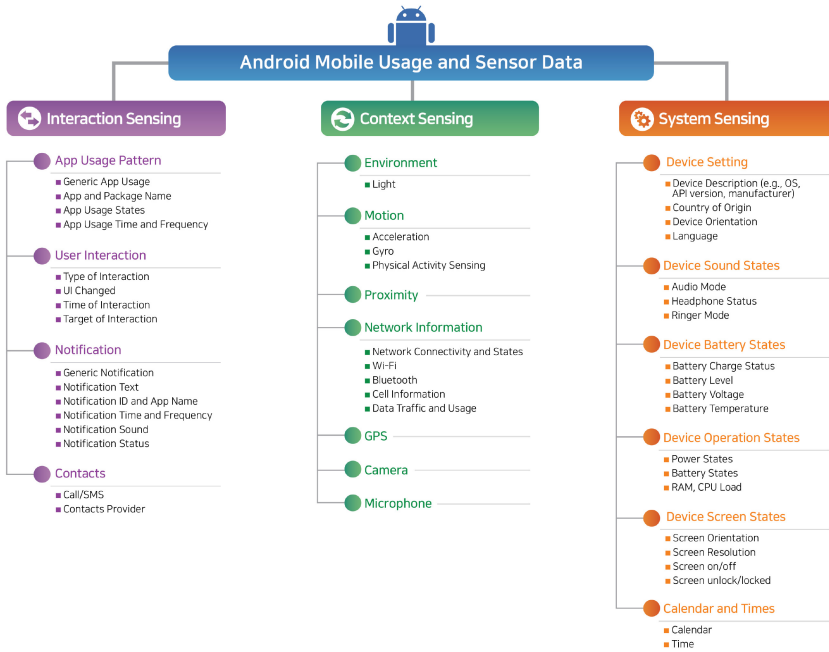 Android Mobile Usage and Sensor Data
Interaction Sensing
App Usage Pattern
Generic App Usage
App and Package Name
App Usage States
App Usage Time and Frequency
User Interaction
Type of Interaction
UI Changed
Time of Interaction
Target of Interaction
Notification
Generic Notification
Notification Text
Notification ID and App Name
Notification Time and Frequency
Notification Sound
Notification Status
Contacts
Call/SMS
Contacts Provider
Context Sensing
Environment
Light
Motion
Acceleration
Gyro
Physical Activity Sensing
Proximity
Network Information
Network Connectivity and States
Wi-Fi
Bluetooth
Cell Information
Data Traffic and Usage
GPS
Camera
Microphone
System Sensing
Device Setting
Device Description (e.g., OS,
API version, manufacturer)
Country of Origin
Device Orientation
Language
Device Sound States
Audio Mode
Headphone Status
Ringer Mode
Device Battery States
Battery Charge Status
Battery Level
Battery Voltage
Battery Temperature
Device Operation States
Power States
Battery States
RAM, CPU Load
Device Screen States
Screen Orientation
Screen Resolution
Screen on/off
Screen unlock/locked
Calendar and Times
Calendar
Time